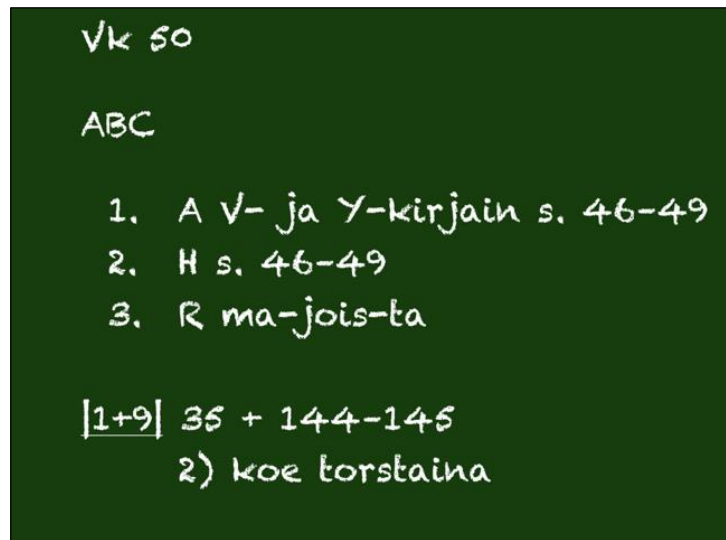 Vk 50
ABC
1. A V- ja Y-kirjain s. 46-49
2. H s. 46-49
3. R ma-jois-ta
|1+9| 35 + 144-145
2) koe torstaina